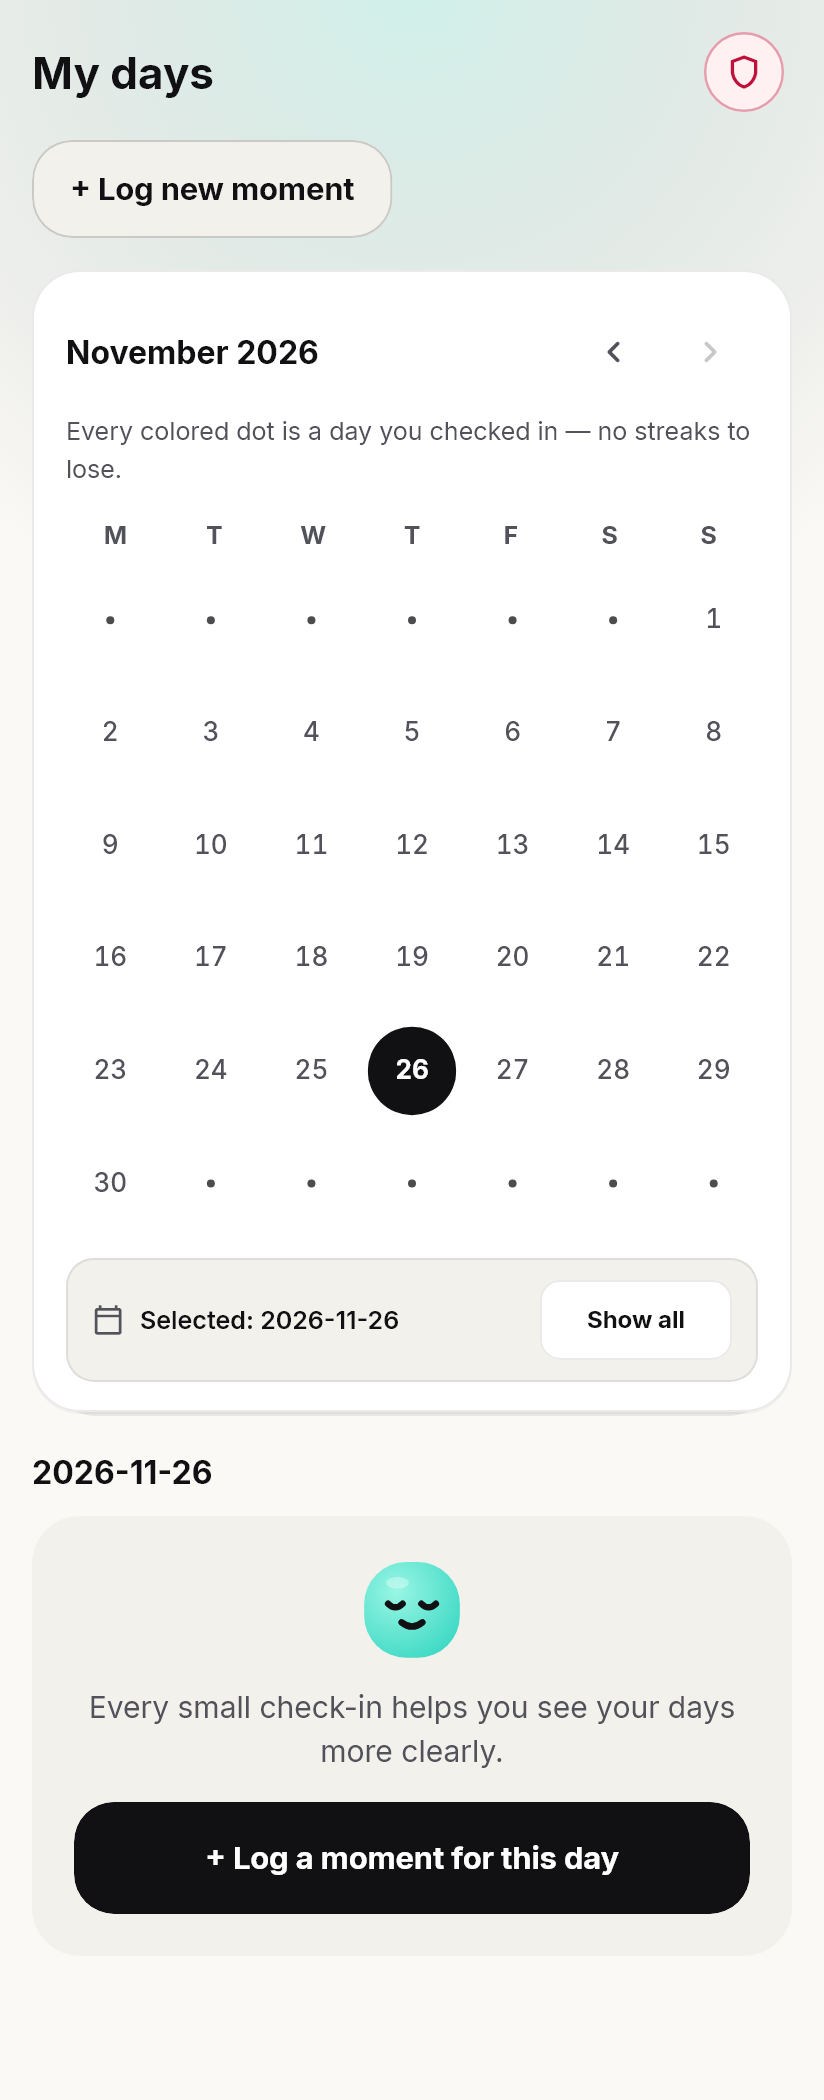 My days
+ Log new moment
November 2026
Every colored dot is a day you checked in — no streaks to
lose.
M T W T F S S
• • • • • • 1
2 3 4 5 6 7 8
9 10 11 12 13 14 15
16 17 18 19 20 21 22
23 24 25 26 27 28 29
30 • • • • • •
Selected: 2026-11-26 Show all
2026-11-26
Every small check-in helps you see your days
more clearly.
+ Log a moment for this day